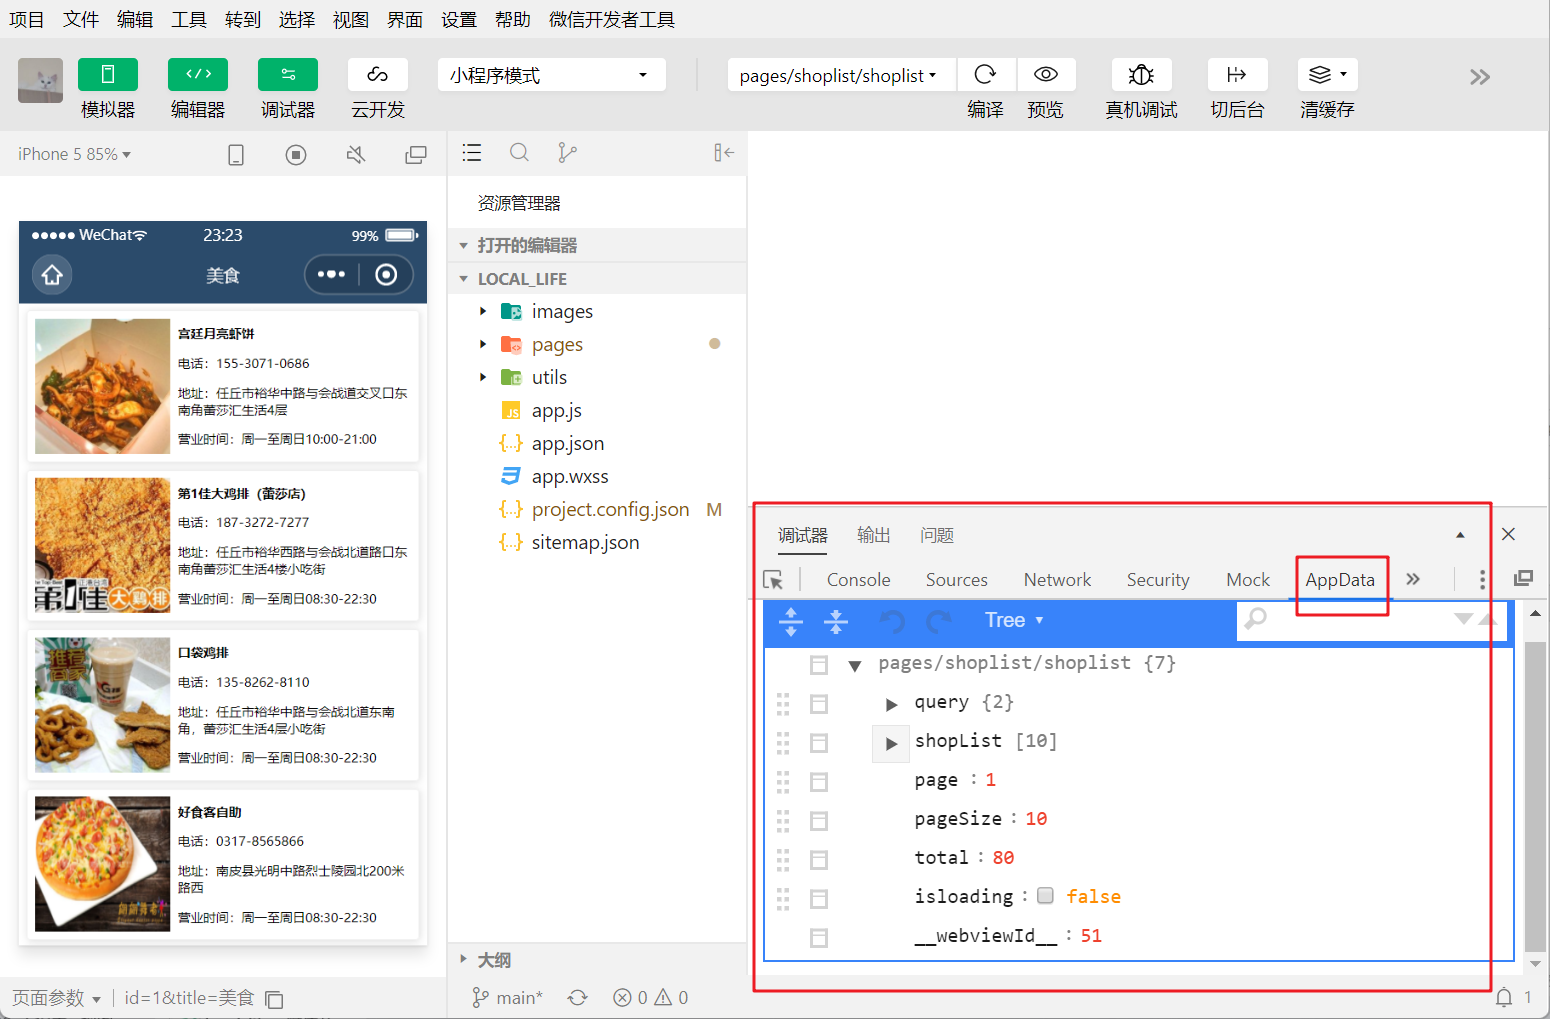 项目 文件 编辑 工具 转到 选择 视图 界面 设置 帮助 微信开发者工具
小程序模式
pages/shoplist/shoplist
模拟器 编辑器 调试器 云开发
编译 预览 真机调试 切后台 清缓存
iPhone 5 85%
WeChat 23:23 99%
美食
宫廷月亮虾饼
电话：155-3071-0686
地址：任丘市裕华中路与会战道交叉口东
南角蕾莎汇生活4层
营业时间：周一至周日10:00-21:00
第1佳大鸡排（蕾莎店）
电话：187-3272-7277
地址：任丘市裕华西路与会战北道路口东
南角蕾莎汇生活4楼小吃街
营业时间：周一至周日08:30-22:30
第1佳大鸡排
口袋鸡排
电话：135-8262-8110
地址：任丘市裕华中路与会战北道东南
角，蕾莎汇生活4层小吃街
营业时间：周一至周日08:30-22:30
好食客自助
电话：0317-8565866
地址：南皮县光明中路烈士陵园北200米
路西
营业时间：周一至周日08:30-22:30
页面参数 id=1&title=美食
资源管理器
打开的编辑器
LOCAL_LIFE
images
pages
utils
JS app.js
{..} app.json
app.wxss
{..} project.config.json M
{..} sitemap.json
大纲
main* 0 0
调试器 输出 问题
Console Sources Network Security Mock AppData
Tree
pages/shoplist/shoplist {7}
query {2}
shopList [10]
page : 1
pageSize : 10
total : 80
isloading : false
__webviewId__ : 51
1